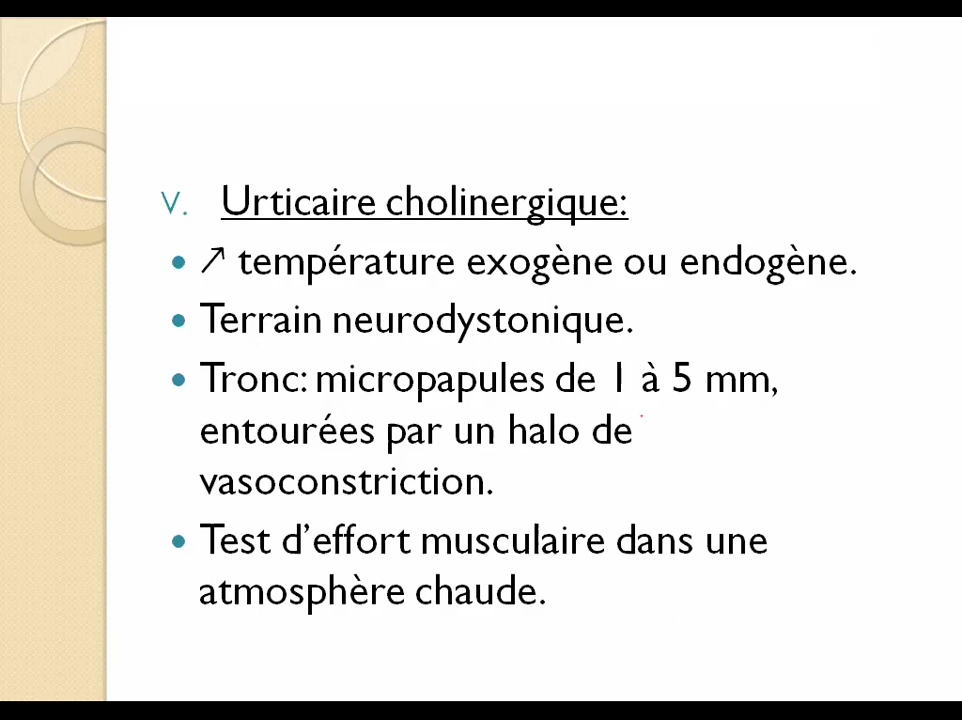 V. Urticaire cholinergique:
• ↗ température exogène ou endogène.
• Terrain neurodystonique.
• Tronc: micropapules de 1 à 5 mm,
entourées par un halo de
vasoconstriction.
• Test d’effort musculaire dans une
atmosphère chaude.